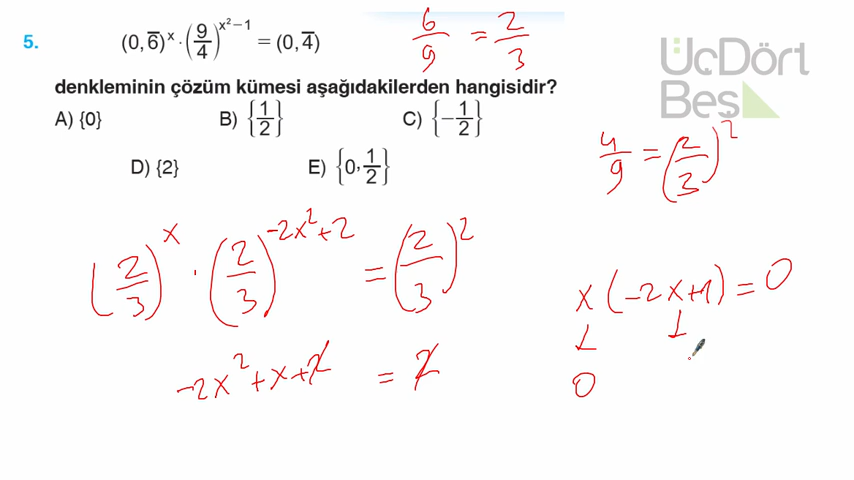 5. (0,6̅)^x · (9/4)^(x²−1) = (0,4̅)
6/9 = 2/3
ÜçDört
Beş
denkleminin çözüm kümesi aşağıdakilerden hangisidir?
A) {0} B) {1/2} C) {−1/2}
D) {2} E) {0, 1/2}
4/9 = (2/3)²
(2/3)^x · (2/3)^(−2x²+2) = (2/3)²
x(−2x+1) = 0
−2x²+x+2 = 2
0